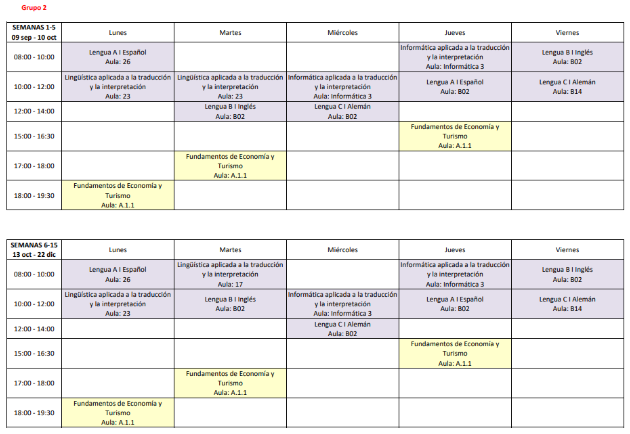 Grupo 2
SEMANAS 1-5
09 sep - 10 oct
Lunes
Martes
Miércoles
Jueves
Viernes
08:00 - 10:00
Lengua A I Español
Aula: 26
Informática aplicada a la traducción
y la interpretación
Aula: Informática 3
Lengua B I Inglés
Aula: B02
10:00 - 12:00
Lingüística aplicada a la traducción
y la interpretación
Aula: 23
Lingüística aplicada a la traducción
y la interpretación
Aula: 23
Informática aplicada a la traducción
y la interpretación
Aula: Informática 3
Lengua A I Español
Aula: B02
Lengua C I Alemán
Aula: B14
12:00 - 14:00
Lengua B I Inglés
Aula: B02
Lengua C I Alemán
Aula: B02
15:00 - 16:30
Fundamentos de Economía y
Turismo
Aula: A.1.1
17:00 - 18:00
Fundamentos de Economía y
Turismo
Aula: A.1.1
18:00 - 19:30
Fundamentos de Economía y
Turismo
Aula: A.1.1
SEMANAS 6-15
13 oct - 22 dic
Lunes
Martes
Miércoles
Jueves
Viernes
08:00 - 10:00
Lengua A I Español
Aula: 26
Lingüística aplicada a la traducción
y la interpretación
Aula: 17
Informática aplicada a la traducción
y la interpretación
Aula: Informática 3
Lengua B I Inglés
Aula: B02
10:00 - 12:00
Lingüística aplicada a la traducción
y la interpretación
Aula: 23
Lengua B I Inglés
Aula: B02
Informática aplicada a la traducción
y la interpretación
Aula: Informática 3
Lengua A I Español
Aula: B02
Lengua C I Alemán
Aula: B14
12:00 - 14:00
Lengua C I Alemán
Aula: B02
15:00 - 16:30
Fundamentos de Economía y
Turismo
Aula: A.1.1
17:00 - 18:00
Fundamentos de Economía y
Turismo
Aula: A.1.1
18:00 - 19:30
Fundamentos de Economía y
Turismo
Aula: A.1.1